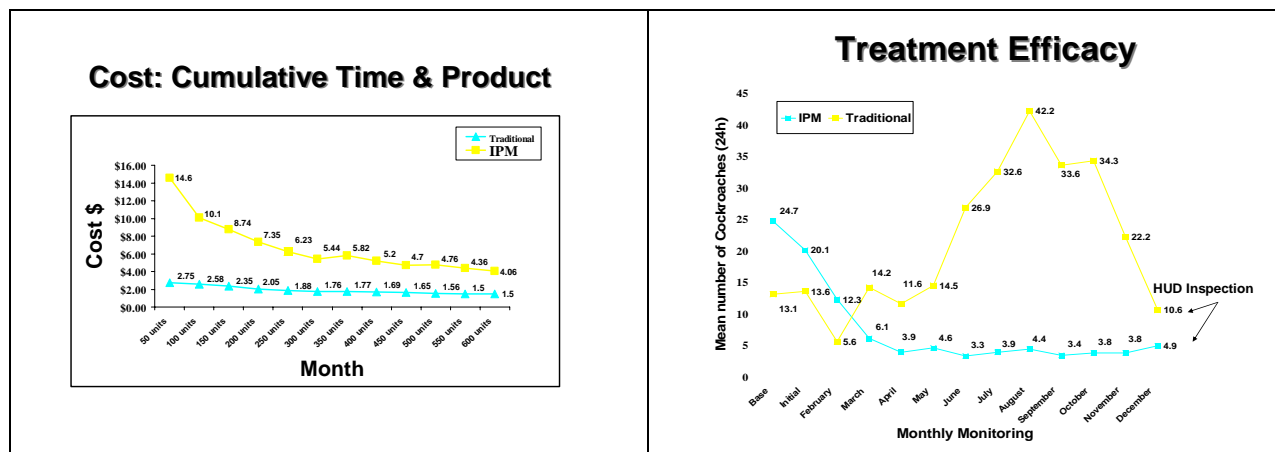 Cost: Cumulative Time & Product
Traditional
IPM
$16.00
$14.00
$12.00
$10.00
$8.00
$6.00
$4.00
$2.00
$0.00
Cost $
14.6
10.1
8.74
7.35
6.23
5.44
5.82
5.2
4.7
4.76
4.36
4.06
2.75
2.58
2.35
2.05
1.88
1.76
1.77
1.69
1.65
1.56
1.5
1.5
50 units
100 units
150 units
200 units
250 units
300 units
350 units
400 units
450 units
500 units
550 units
600 units
Month
Treatment Efficacy
IPM
Traditional
45
40
35
30
25
20
15
10
5
0
Mean number of Cockroaches (24h)
24.7
20.1
12.3
6.1
3.9
4.6
3.3
3.9
4.4
3.4
3.8
3.8
4.9
13.1
13.6
5.6
14.2
11.6
14.5
26.9
32.6
42.2
33.6
34.3
22.2
10.6
HUD Inspection
Base
Initial
February
March
April
May
June
July
August
September
October
November
December
Monthly Monitoring